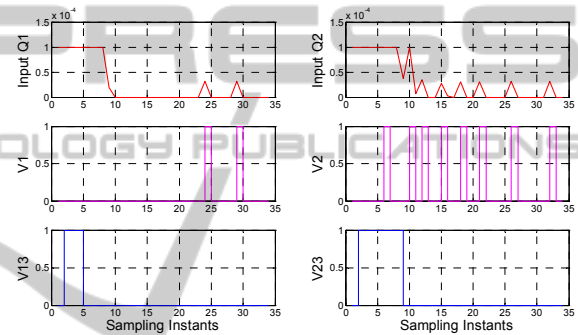 1.5 x 10^-4
1
0.5
0
0 5 10 15 20 25 30 35
Input Q1
1.5 x 10^-4
1
0.5
0
0 5 10 15 20 25 30 35
Input Q2
1
0.5
0
0 5 10 15 20 25 30 35
V1
1
0.5
0
0 5 10 15 20 25 30 35
V2
1
0.5
0
0 5 10 15 20 25 30 35
V13
Sampling Instants
1
0.5
0
0 5 10 15 20 25 30 35
V23
Sampling Instants
PRESS
OLOGY PUBLICATIONS